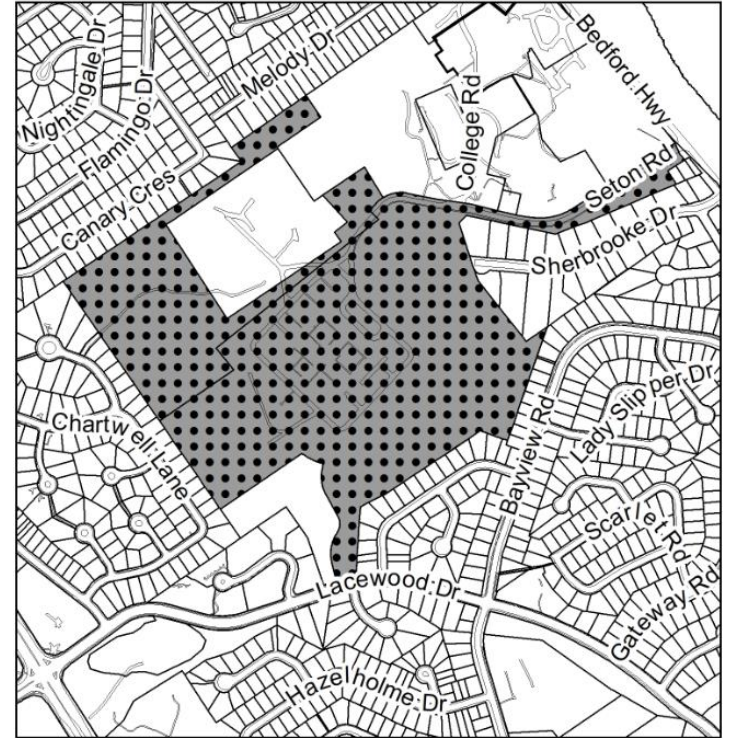 Nightingale Dr
Flamingo Dr
Melody Dr
Canary Cres
College Rd
Bedford Hwy
Seton Rd
Sherbrooke Dr
Chartwell Lane
Bayview Rd
Lady Slipper Dr
Scarlet Rd
Lacewood Dr
Gateway Rd
Hazelholme Dr